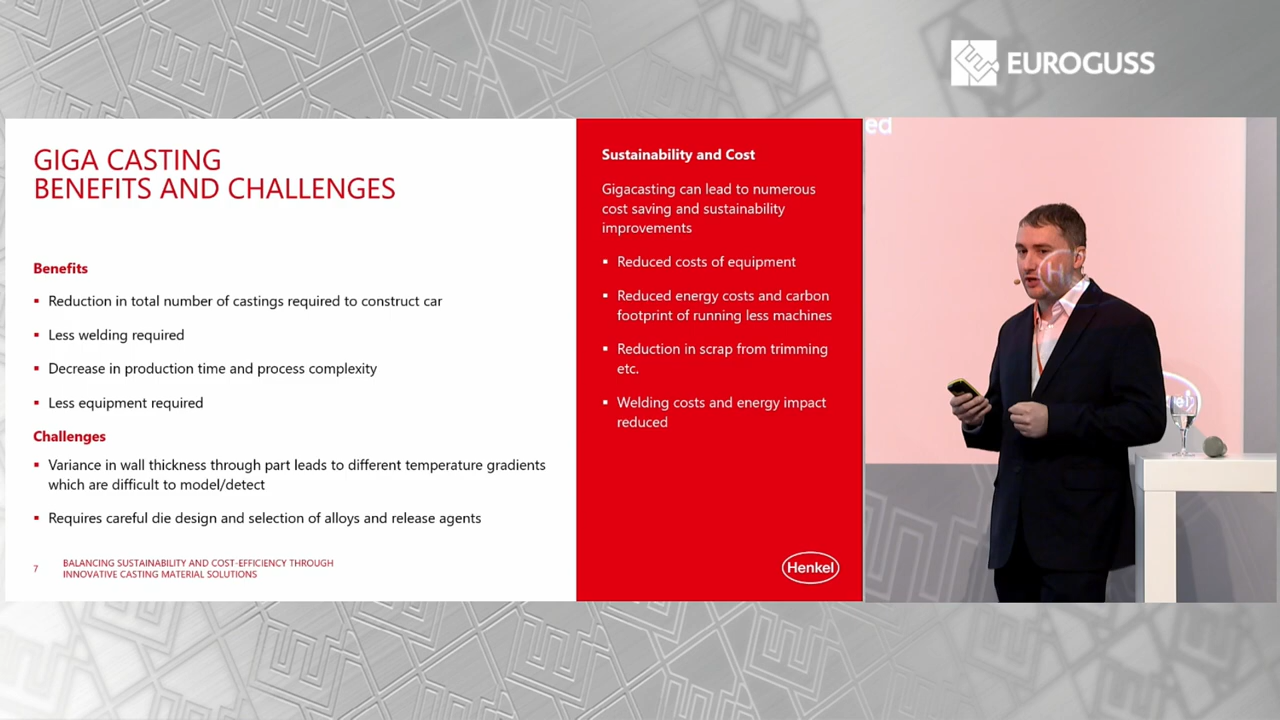 EUROGUSS
GIGA CASTING
BENEFITS AND CHALLENGES
Benefits
▪ Reduction in total number of castings required to construct car
▪ Less welding required
▪ Decrease in production time and process complexity
▪ Less equipment required
Challenges
▪ Variance in wall thickness through part leads to different temperature gradients
which are difficult to model/detect
▪ Requires careful die design and selection of alloys and release agents
7
BALANCING SUSTAINABILITY AND COST-EFFICIENCY THROUGH
INNOVATIVE CASTING MATERIAL SOLUTIONS
Sustainability and Cost
Gigacasting can lead to numerous
cost saving and sustainability
improvements
▪ Reduced costs of equipment
▪ Reduced energy costs and carbon
footprint of running less machines
▪ Reduction in scrap from trimming
etc.
▪ Welding costs and energy impact
reduced
Henkel
ed
H